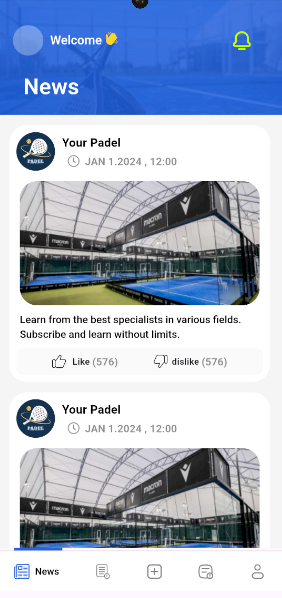 Welcome
News
Your Padel
JAN 1.2024 , 12:00
PADEL
macron
macron
Learn from the best specialists in various fields.
Subscribe and learn without limits.
Like (576)
dislike (576)
Your Padel
JAN 1.2024 , 12:00
PADEL
macron
macron
News